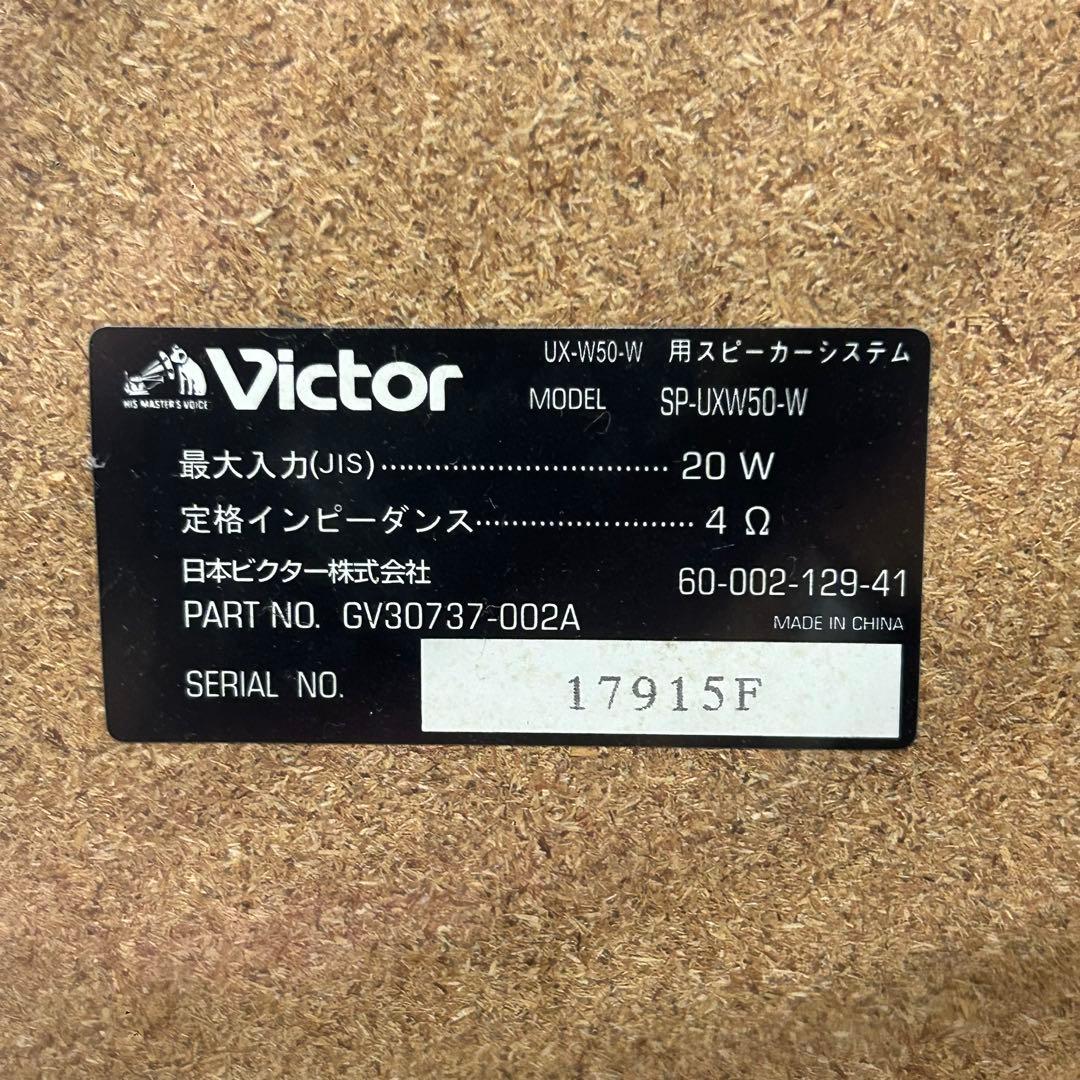 HIS MASTER'S VOICE
Victor
UX-W50-W 用スピーカーシステム
MODEL SP-UXW50-W
最大入力(JIS)································ 20 W
定格インピーダンス························ 4 Ω
日本ビクター株式会社
60-002-129-41
PART NO. GV30737-002A
MADE IN CHINA
SERIAL NO. 17915F